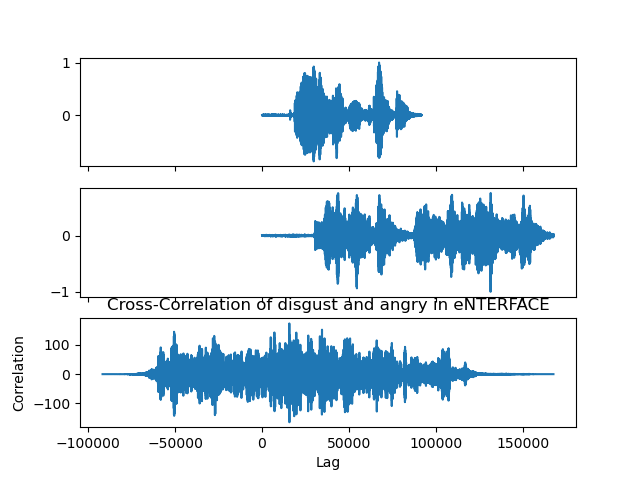 1
0
0
−1
Cross-Correlation of disgust and angry in eNTERFACE
Correlation
100
0
−100
−100000 −50000 0 50000 100000 150000
Lag